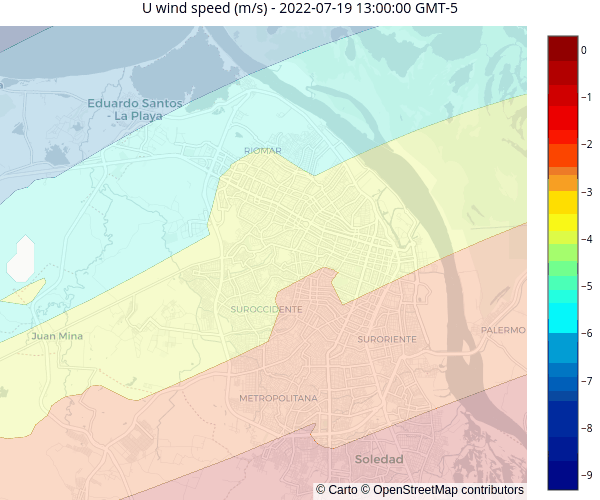 U wind speed (m/s) - 2022-07-19 13:00:00 GMT-5
Eduardo Santos
- La Playa
RIOMAR
SUROCCIDENTE
Juan Mina
SURORIENTE
PALERMO
METROPOLITANA
Soledad
© Carto © OpenStreetMap contributors
0
−1
−2
−3
−4
−5
−6
−7
−8
−9